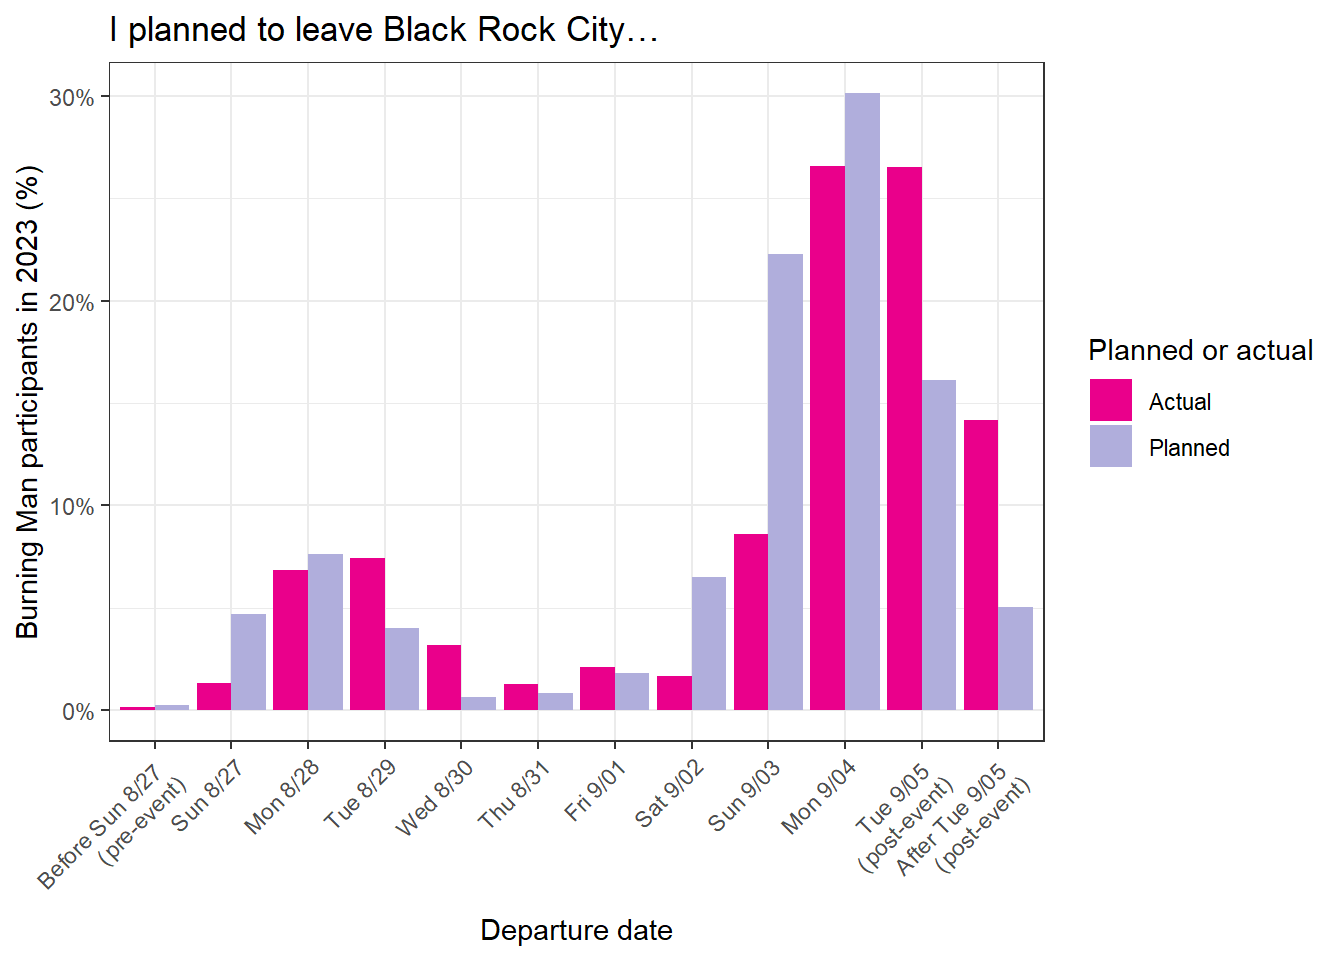 I planned to leave Black Rock City…
Burning Man participants in 2023 (%)
30%
20%
10%
0%
Before Sun 8/27
(pre-event)
Sun 8/27
Mon 8/28
Tue 8/29
Wed 8/30
Thu 8/31
Fri 9/01
Sat 9/02
Sun 9/03
Mon 9/04
Tue 9/05
(post-event)
After Tue 9/05
(post-event)
Departure date
Planned or actual
Actual
Planned